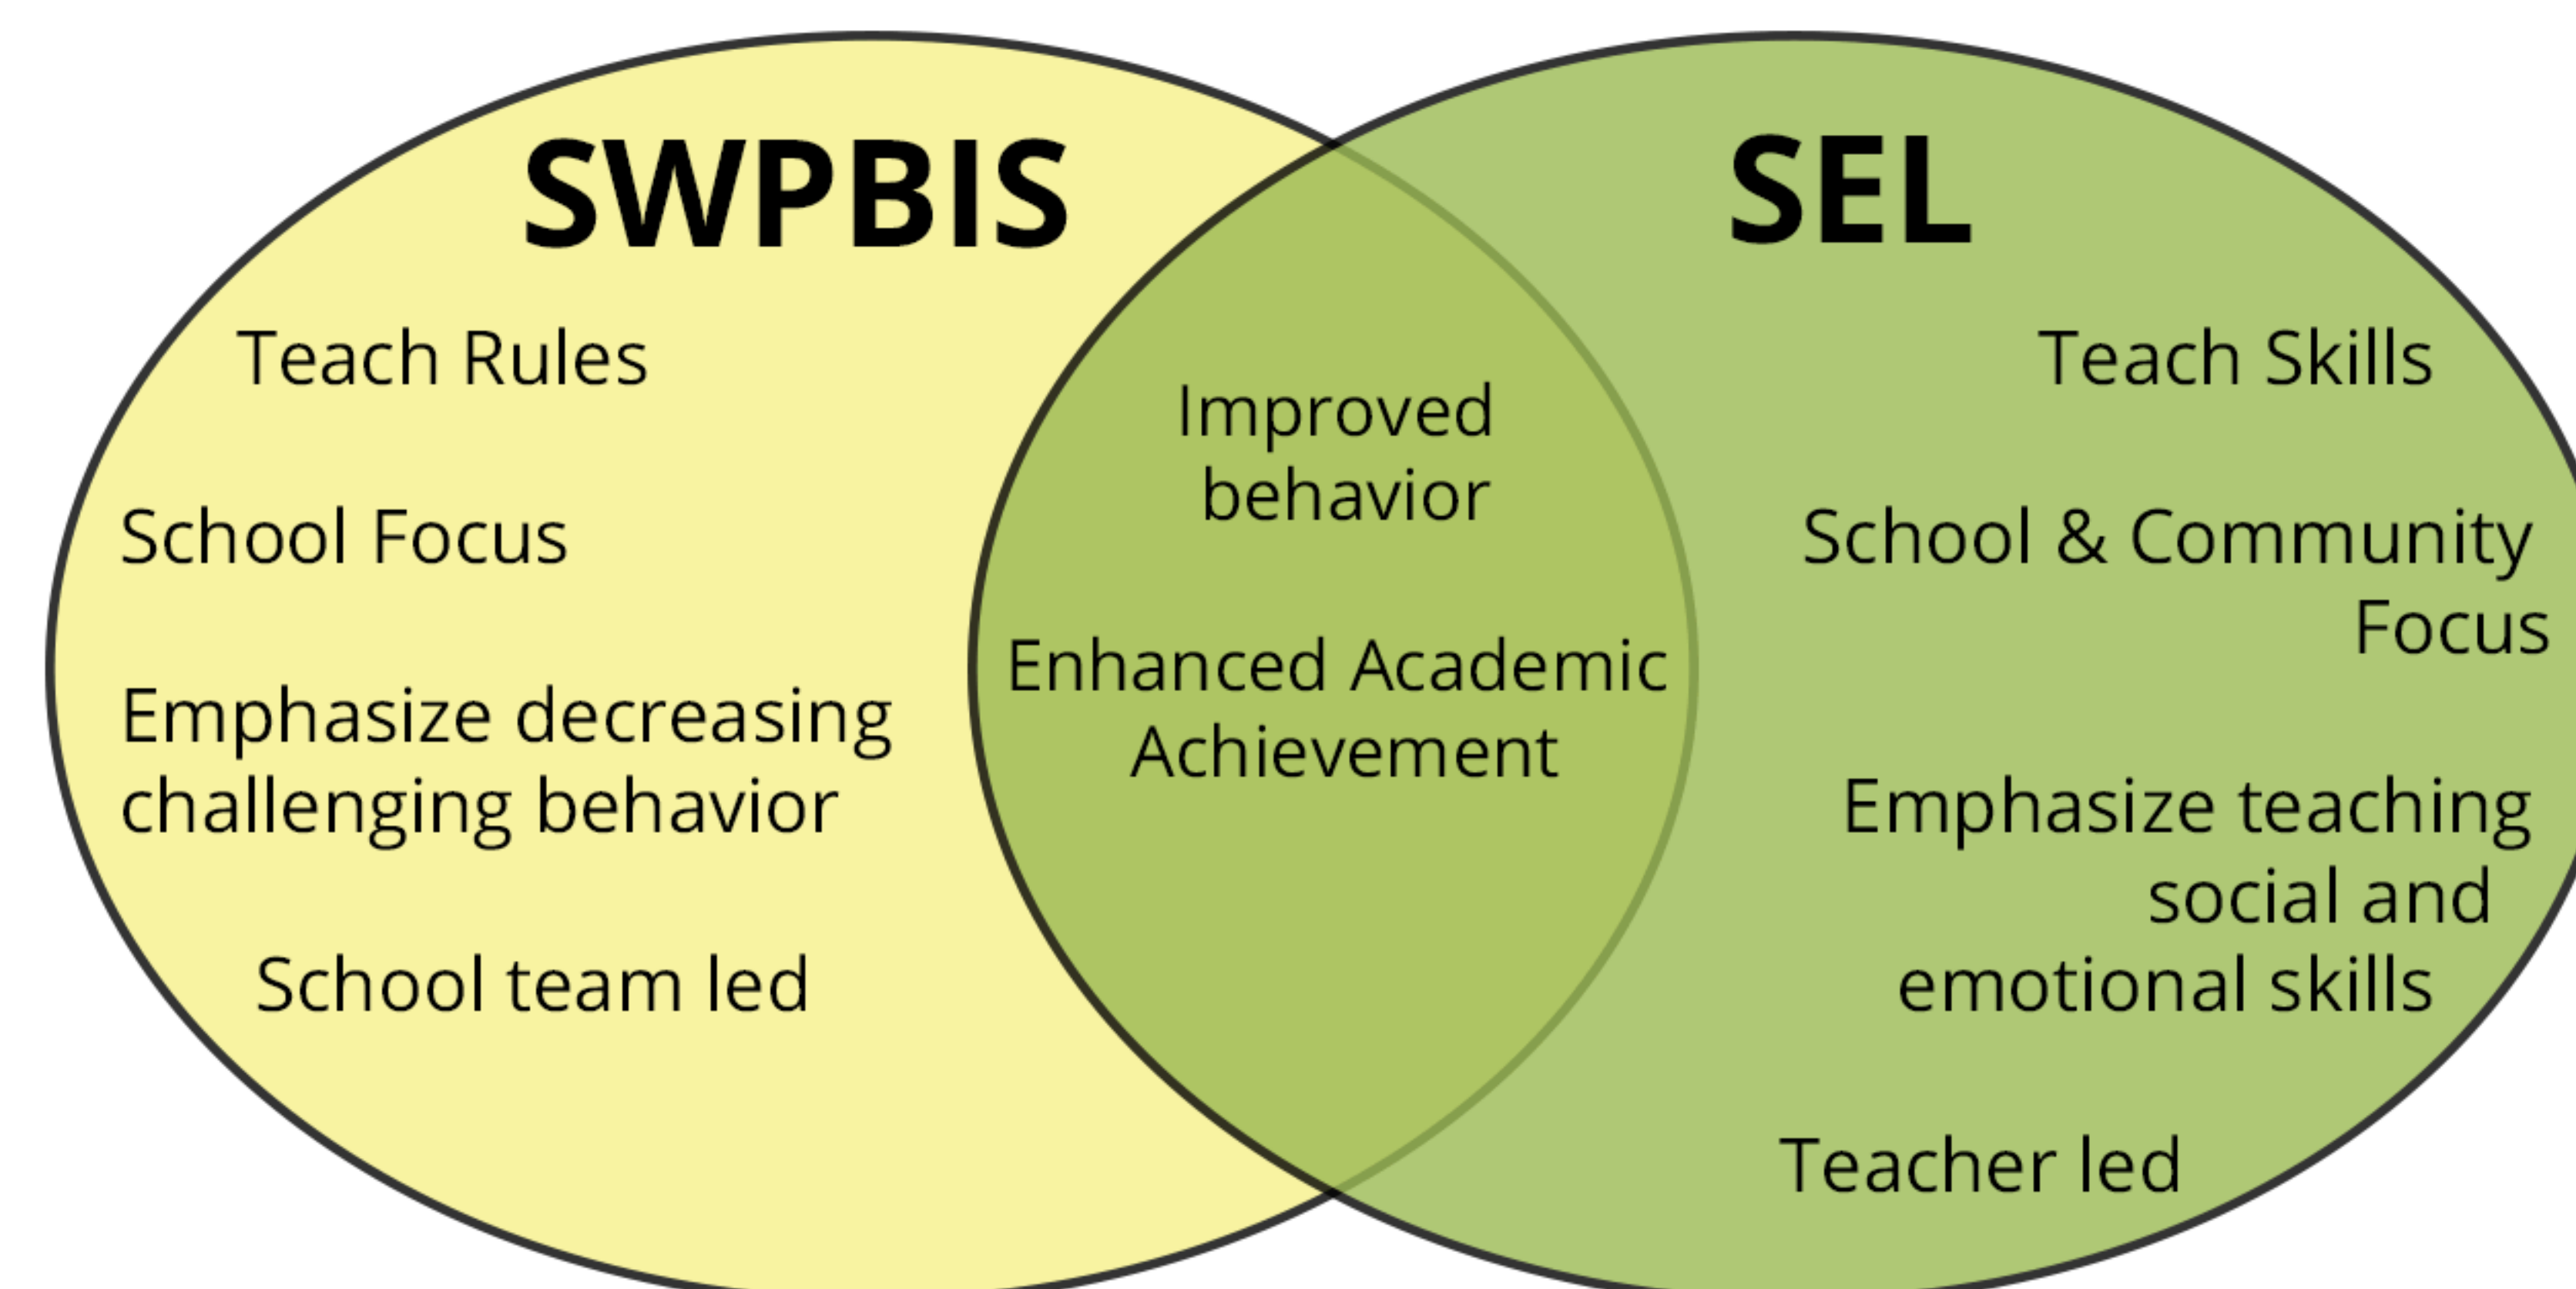 SWPBIS
Teach Rules
School Focus
Emphasize decreasing
challenging behavior
School team led
Improved
behavior
Enhanced Academic
Achievement
SEL
Teach Skills
School & Community
Focus
Emphasize teaching
social and
emotional skills
Teacher led